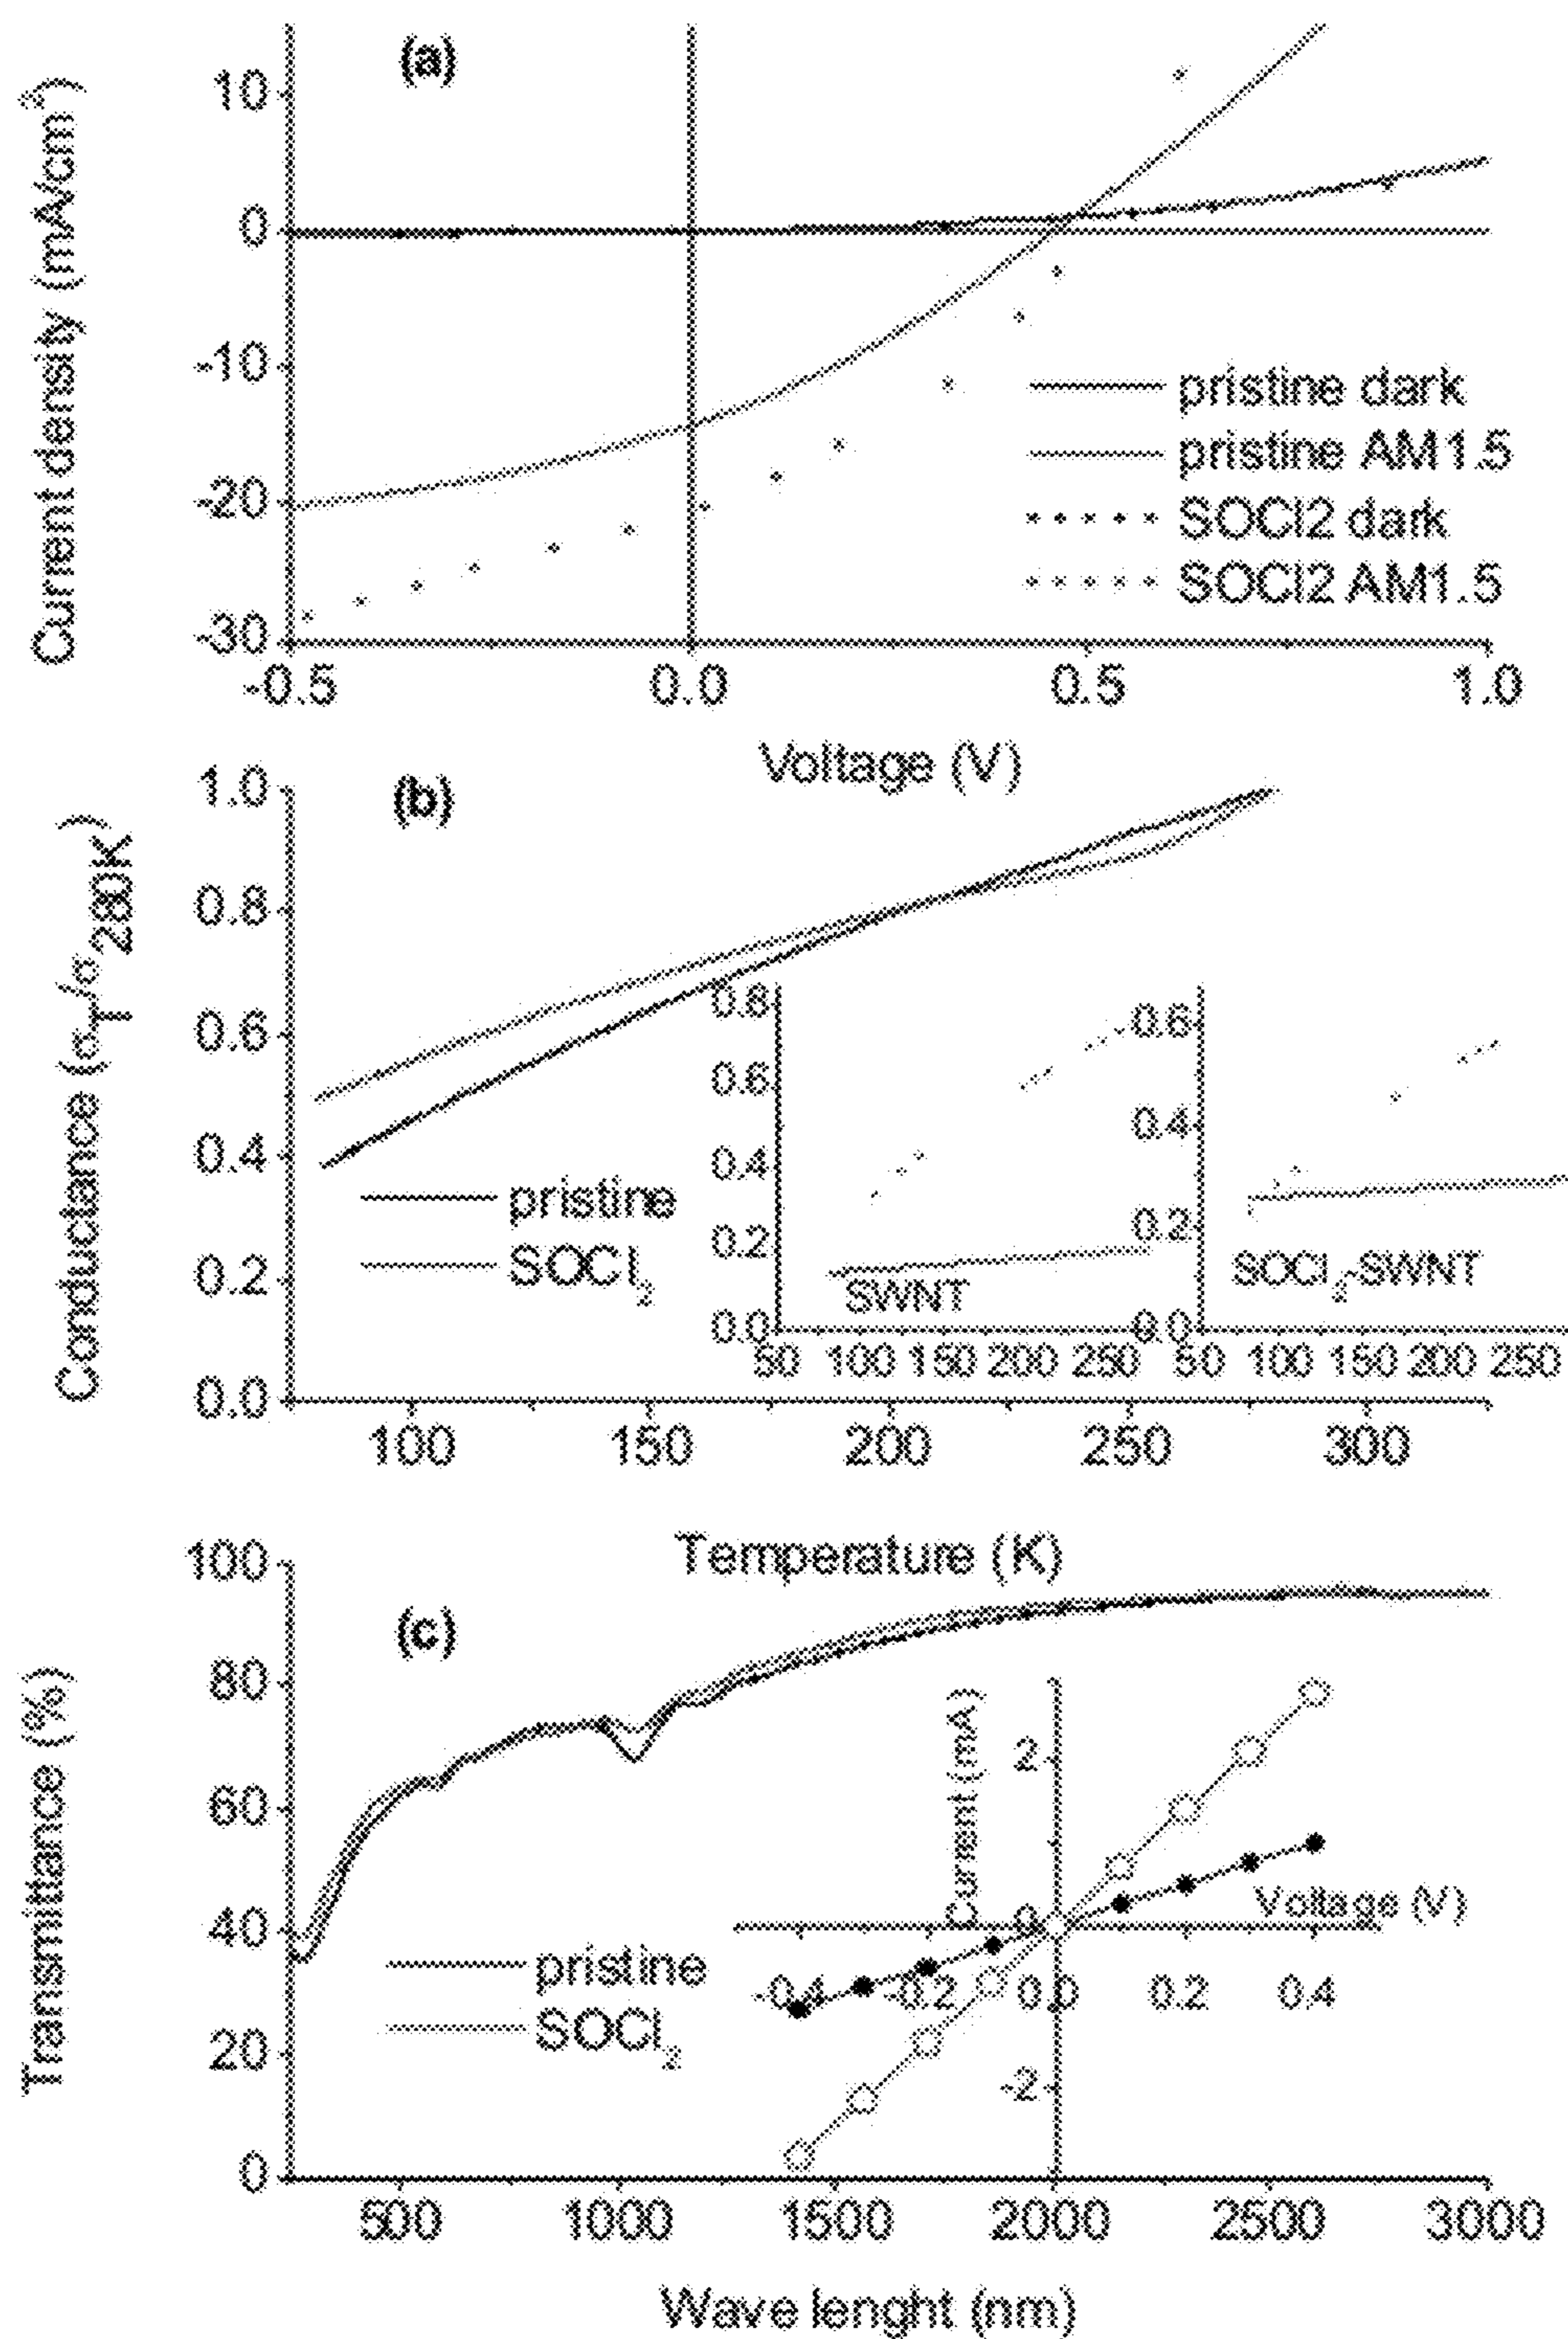 (a)
Current density (mA/cm²)
10
0
-10
-20
-30
pristine dark
pristine AM1.5
SOCl2 dark
SOCl2 AM1.5
-0.5 0.0 0.5 1.0
Voltage (V)
(b)
Conductance (σT/σ280K)
1.0
0.8
0.6
0.4
0.2
0.0
pristine
SOCl2
0.8
0.6
0.4
0.2
0.0
SWNT
50 100 150 200 250
0.6
0.4
0.2
0.0
SOCl2-SWNT
50 100 150 200 250
100 150 200 250 300
Temperature (K)
(c)
Transmittance (%)
100
80
60
40
20
0
pristine
SOCl2
Current (mA)
2
0
-2
Voltage (V)
-0.4 -0.2 0.0 0.2 0.4
500 1000 1500 2000 2500 3000
Wave lenght (nm)